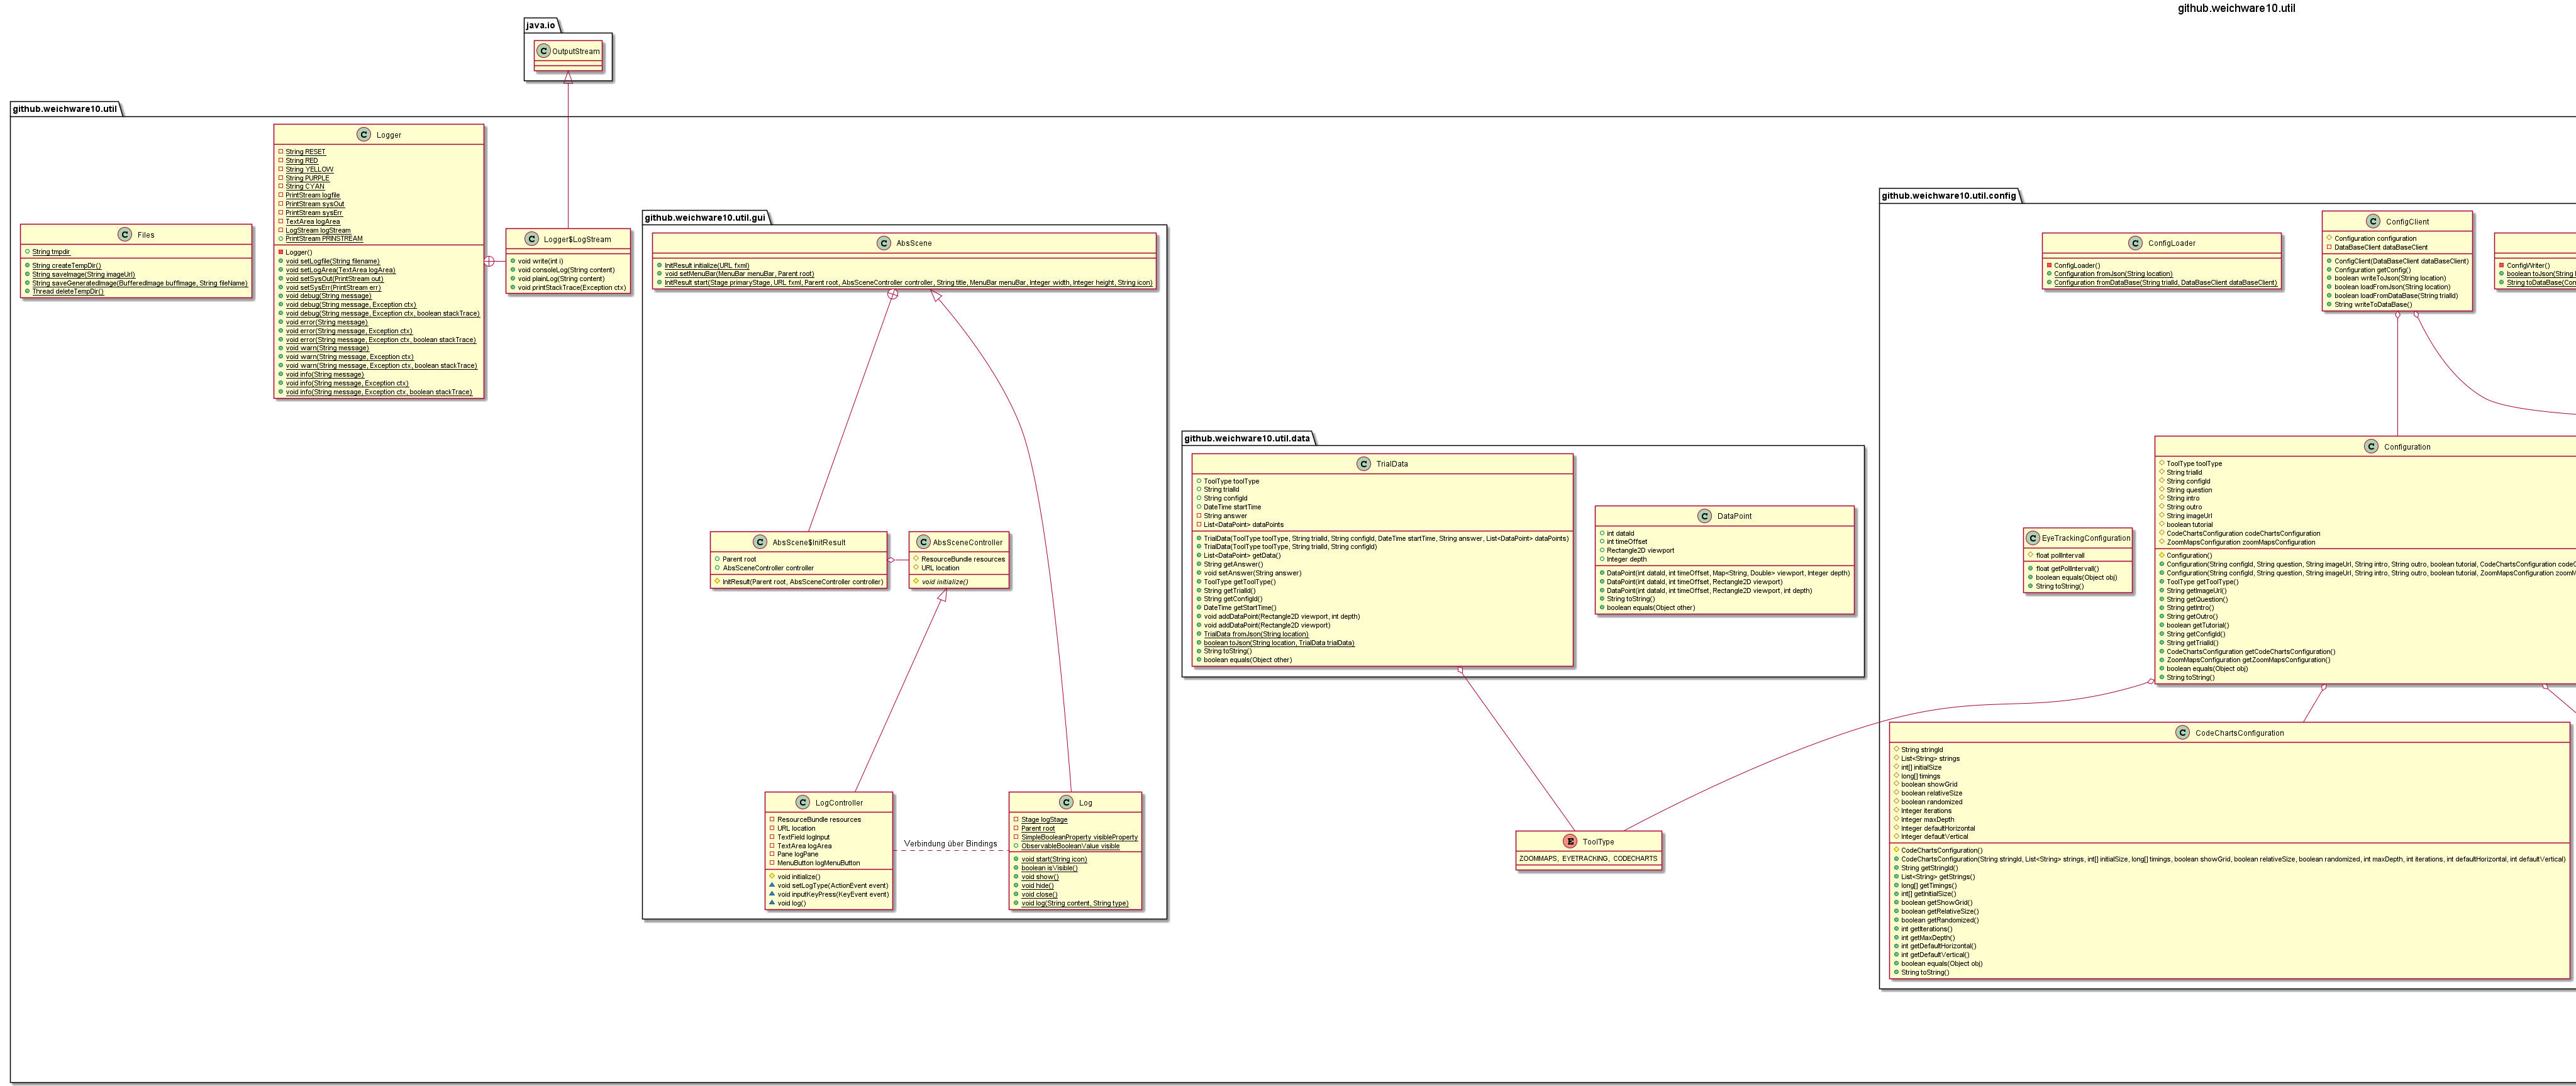 github.weichware10.util
java.io
C OutputStream
github.weichware10.util
C Logger
String RESET
String RED
String YELLOW
String PURPLE
String CYAN
PrintStream logfile
PrintStream sysOut
PrintStream sysErr
TextArea logArea
LogStream logStream
PrintStream PRINSTREAM
Logger()
void setLogfile(String filename)
void setLogArea(TextArea logArea)
void setSysOut(PrintStream out)
void setSysErr(PrintStream err)
void debug(String message)
void debug(String message, Exception ctx)
void debug(String message, Exception ctx, boolean stackTrace)
void error(String message)
void error(String message, Exception ctx)
void error(String message, Exception ctx, boolean stackTrace)
void warn(String message)
void warn(String message, Exception ctx)
void warn(String message, Exception ctx, boolean stackTrace)
void info(String message)
void info(String message, Exception ctx)
void info(String message, Exception ctx, boolean stackTrace)
C Files
String tmpdir
String createTempDir()
String saveImage(String imageUrl)
String saveGeneratedImage(BufferedImage buffImage, String fileName)
Thread deleteTempDir()
C Logger$LogStream
void write(int i)
void consoleLog(String content)
void plainLog(String content)
void printStackTrace(Exception ctx)
github.weichware10.util.gui
C AbsScene
InitResult initialize(URL fxml)
void setMenuBar(MenuBar menuBar, Parent root)
InitResult start(Stage primaryStage, URL fxml, Parent root, AbsSceneController controller, String title, MenuBar menuBar, Integer width, Integer height, String icon)
C AbsScene$InitResult
Parent root
AbsSceneController controller
InitResult(Parent root, AbsSceneController controller)
C AbsSceneController
ResourceBundle resources
URL location
void initialize()
C LogController
ResourceBundle resources
URL location
TextField logInput
TextArea logArea
Pane logPane
MenuButton logMenuButton
void initialize()
void setLogType(ActionEvent event)
void inputKeyPress(KeyEvent event)
void log()
Verbindung über Bindings
C Log
Stage logStage
Parent root
SimpleBooleanProperty visibleProperty
ObservableBooleanValue visible
void start(String icon)
boolean isVisible()
void show()
void hide()
void close()
void log(String content, String type)
github.weichware10.util.data
C TrialData
ToolType toolType
String trialId
String configId
DateTime startTime
String answer
List<DataPoint> dataPoints
TrialData(ToolType toolType, String trialId, String configId, DateTime startTime, String answer, List<DataPoint> dataPoints)
TrialData(ToolType toolType, String trialId, String configId)
List<DataPoint> getData()
String getAnswer()
void setAnswer(String answer)
ToolType getToolType()
String getTrialId()
String getConfigId()
DateTime getStartTime()
void addDataPoint(Rectangle2D viewport, int depth)
void addDataPoint(Rectangle2D viewport)
TrialData fromJson(String location)
boolean toJson(String location, TrialData trialData)
String toString()
boolean equals(Object other)
C DataPoint
int dataId
int timeOffset
Rectangle2D viewport
Integer depth
DataPoint(int dataId, int timeOffset, Map<String, Double> viewport, Integer depth)
DataPoint(int dataId, int timeOffset, Rectangle2D viewport)
DataPoint(int dataId, int timeOffset, Rectangle2D viewport, int depth)
String toString()
boolean equals(Object other)
E ToolType
ZOOMMAPS, EYETRACKING, CODECHARTS
github.weichware10.util.config
C ConfigLoader
ConfigLoader()
Configuration fromJson(String location)
Configuration fromDataBase(String trialId, DataBaseClient dataBaseClient)
C ConfigClient
Configuration configuration
DataBaseClient dataBaseClient
ConfigClient(DataBaseClient dataBaseClient)
Configuration getConfig()
boolean writeToJson(String location)
boolean loadFromJson(String location)
boolean loadFromDataBase(String trialId)
String writeToDataBase()
ConfigWriter()
boolean toJson(String l
String toDataBase(Con
C EyeTrackingConfiguration
float pollIntervall
float getPollIntervall()
boolean equals(Object obj)
String toString()
C Configuration
ToolType toolType
String trialId
String configId
String question
String intro
String outro
String imageUrl
boolean tutorial
CodeChartsConfiguration codeChartsConfiguration
ZoomMapsConfiguration zoomMapsConfiguration
Configuration()
Configuration(String configId, String question, String imageUrl, String intro, String outro, boolean tutorial, CodeChartsConfiguration codeC
Configuration(String configId, String question, String imageUrl, String intro, String outro, boolean tutorial, ZoomMapsConfiguration zoomM
ToolType getToolType()
String getImageUrl()
String getQuestion()
String getIntro()
String getOutro()
boolean getTutorial()
String getConfigId()
String getTrialId()
CodeChartsConfiguration getCodeChartsConfiguration()
ZoomMapsConfiguration getZoomMapsConfiguration()
boolean equals(Object obj)
String toString()
C CodeChartsConfiguration
String stringId
List<String> strings
int[] initialSize
long[] timings
boolean showGrid
boolean relativeSize
boolean randomized
Integer iterations
Integer maxDepth
Integer defaultHorizontal
Integer defaultVertical
CodeChartsConfiguration()
CodeChartsConfiguration(String stringId, List<String> strings, int[] initialSize, long[] timings, boolean showGrid, boolean relativeSize, boolean randomized, int maxDepth, int iterations, int defaultHorizontal, int defaultVertical)
String getStringId()
List<String> getStrings()
long[] getTimings()
int[] getInitialSize()
boolean getShowGrid()
boolean getRelativeSize()
boolean getRandomized()
int getIterations()
int getMaxDepth()
int getDefaultHorizontal()
int getDefaultVertical()
boolean equals(Object obj)
String toString()